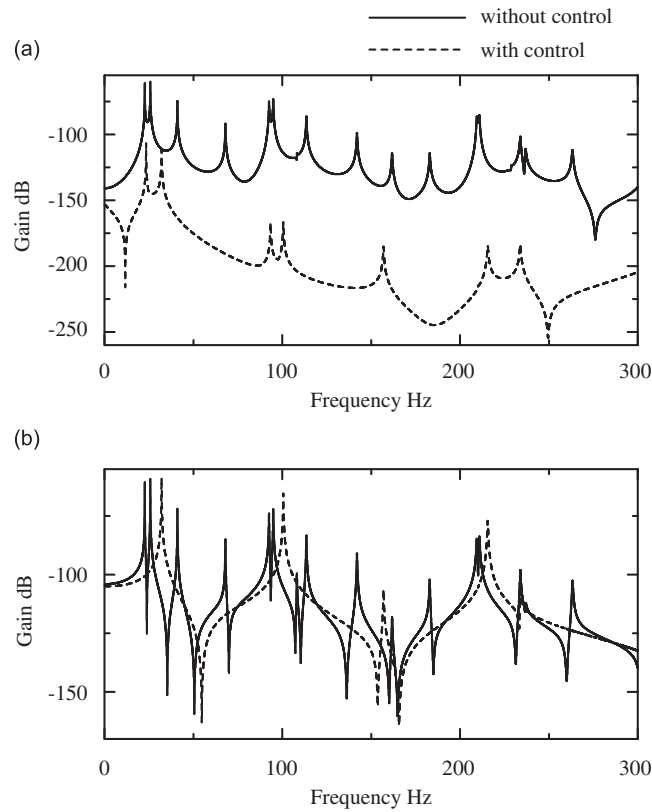 without control
with control
(a)
-100
-150
-200
-250
Gain dB
0
100
200
300
Frequency Hz
(b)
-100
-150
Gain dB
0
100
200
300
Frequency Hz